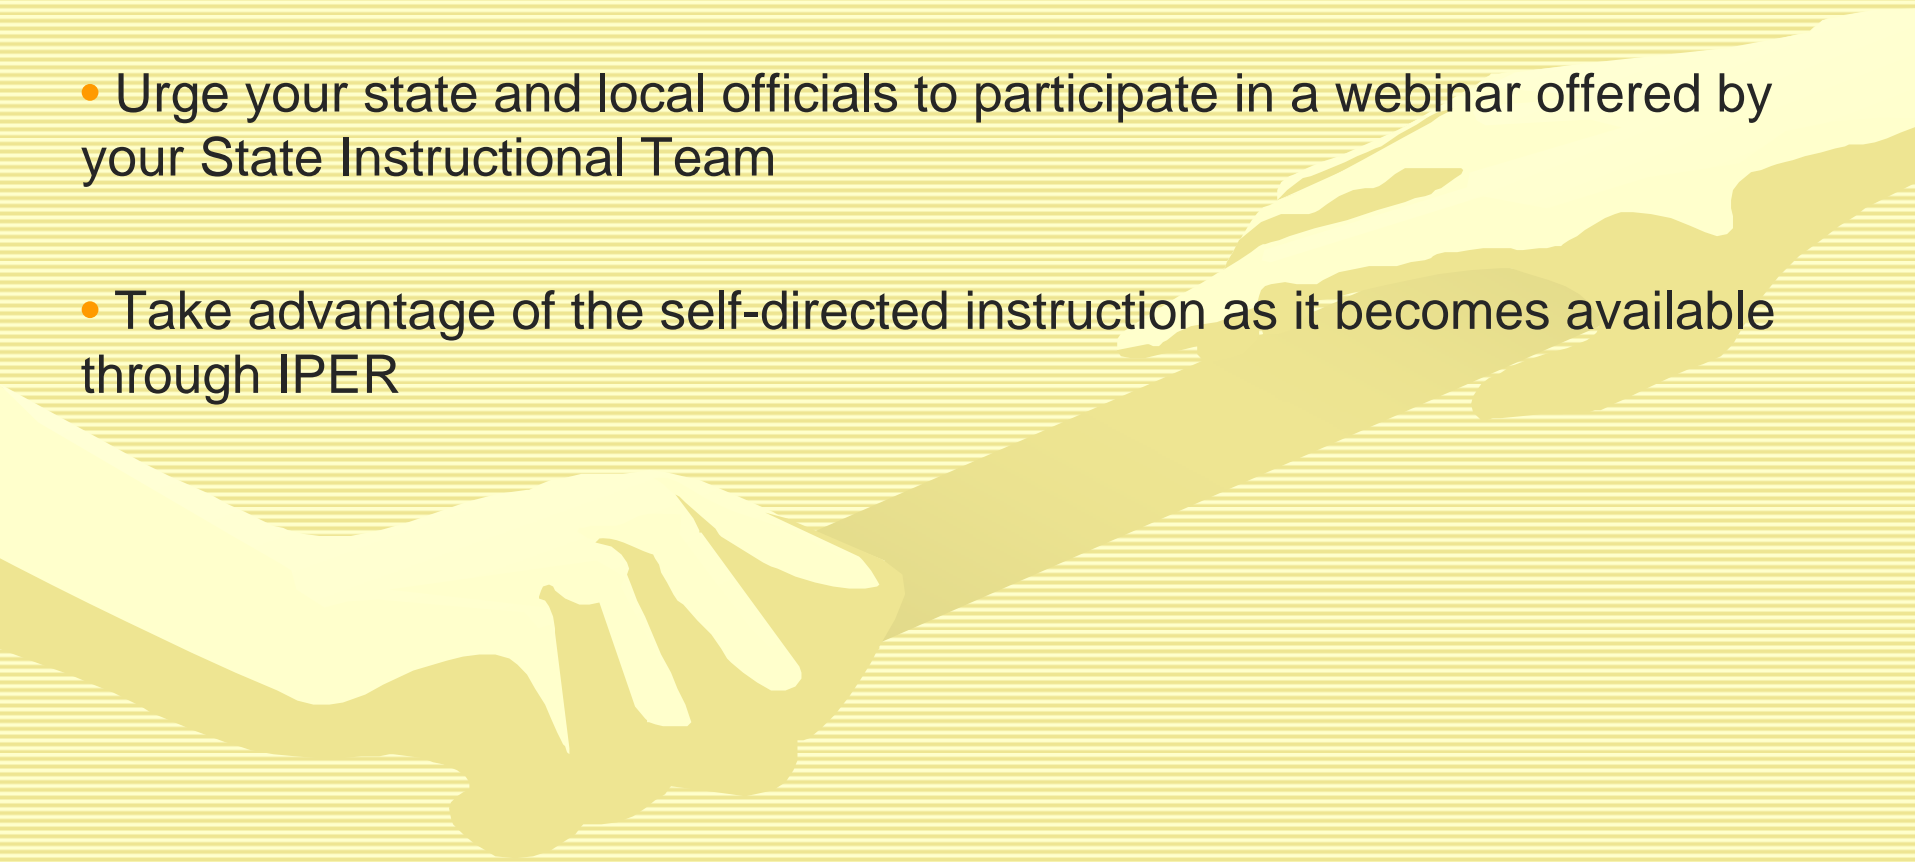 • Urge your state and local officials to participate in a webinar offered by
your State Instructional Team
• Take advantage of the self-directed instruction as it becomes available
through IPER